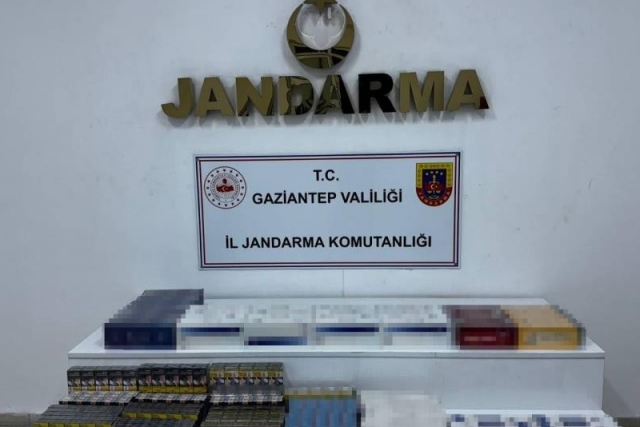 JANDARMA
T.C.
GAZİANTEP VALİLİĞİ
İL JANDARMA KOMUTANLIĞI